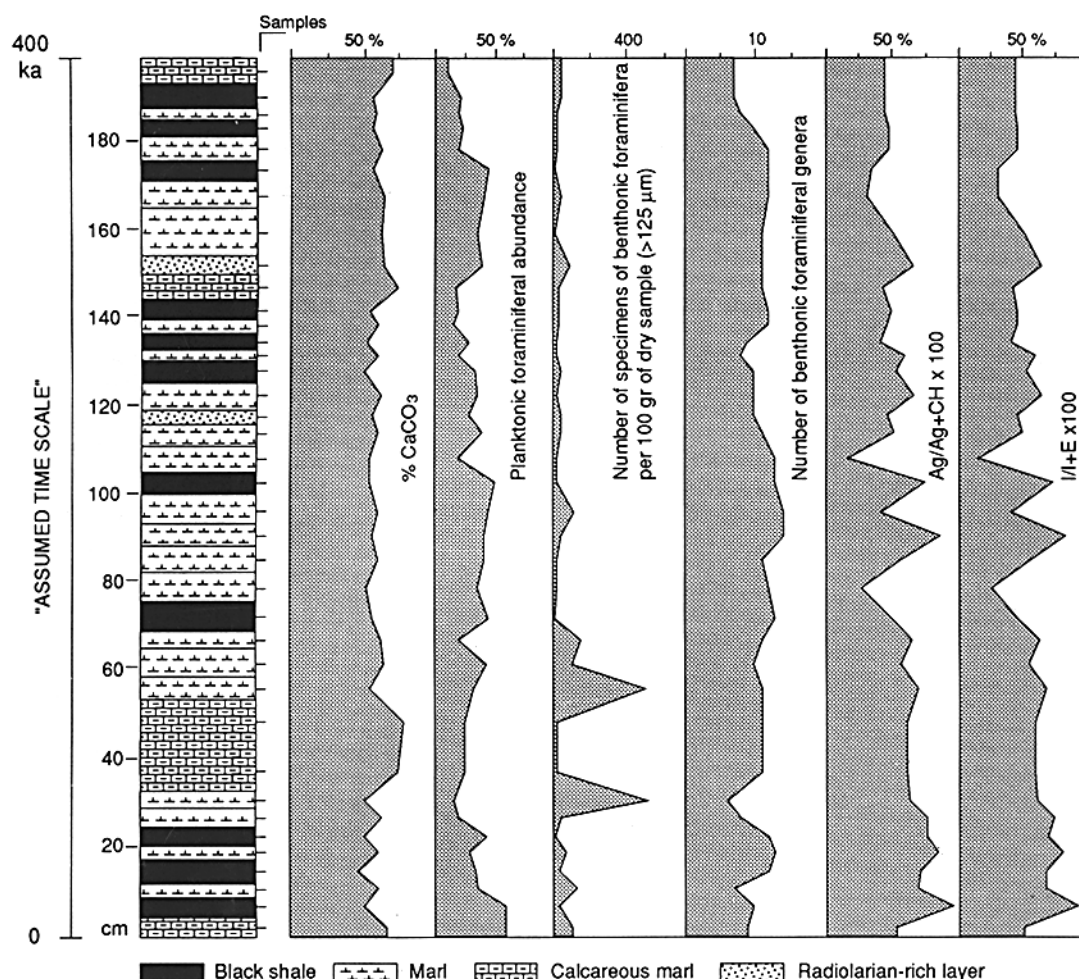 Samples
400
ka
50 %
50 %
400
10
50 %
50 %
180
160
140
120
100
80
60
40
20
cm
0
"ASSUMED TIME SCALE"
% CaCO₃
Planktonic foraminiferal abundance
Number of specimens of benthonic foraminifera
per 100 gr of dry sample (>125 µm)
Number of benthonic foraminiferal genera
Ag/Ag+CH x 100
I/I+E x100
Black shale
Marl
Calcareous marl
Radiolarian-rich layer